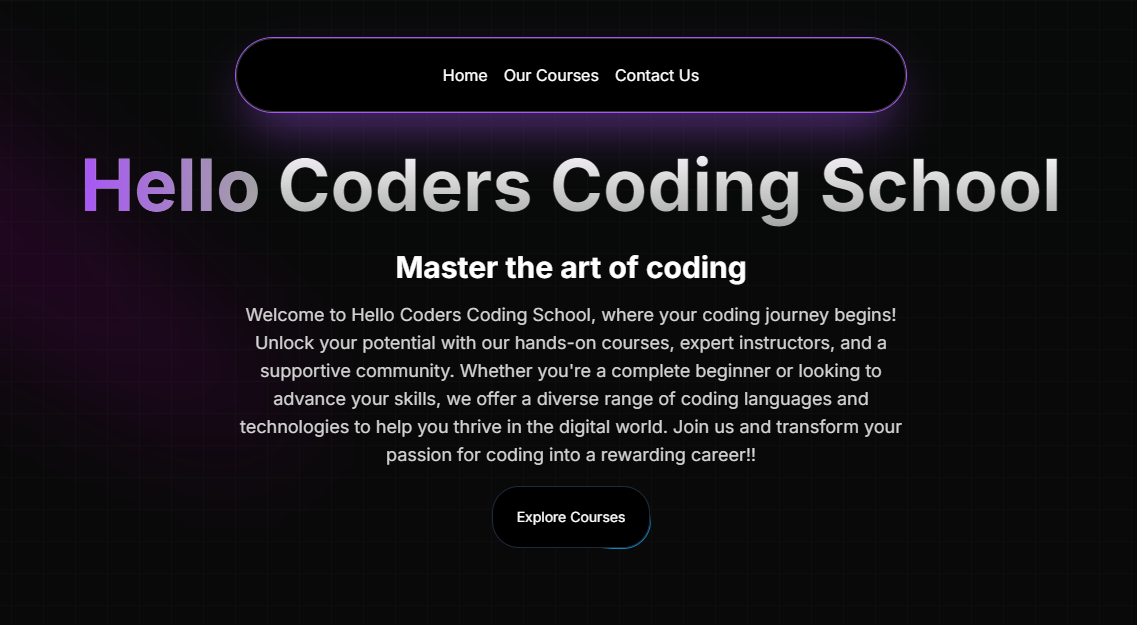 Home Our Courses Contact Us
Hello Coders Coding School
Master the art of coding
Welcome to Hello Coders Coding School, where your coding journey begins!
Unlock your potential with our hands-on courses, expert instructors, and a
supportive community. Whether you're a complete beginner or looking to
advance your skills, we offer a diverse range of coding languages and
technologies to help you thrive in the digital world. Join us and transform your
passion for coding into a rewarding career!!
Explore Courses